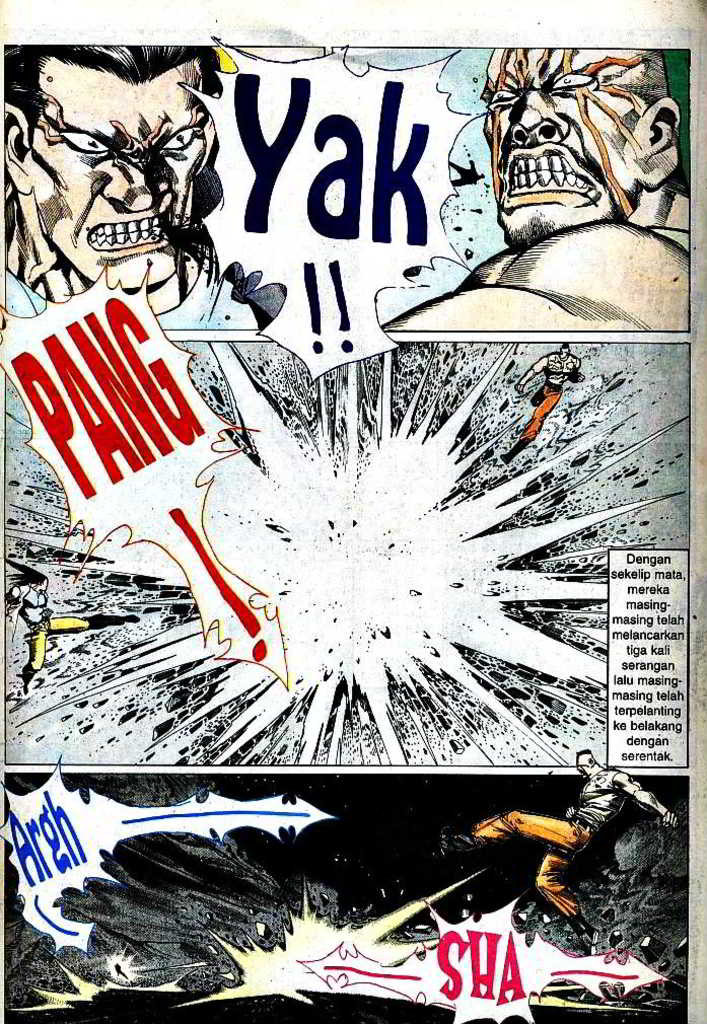 Yak
!!
PANG
!
Dengan
sekelip mata,
mereka
masing-
masing telah
melancarkan
tiga kali
serangan
lalu masing-
masing telah
terpelanting
ke belakang
dengan
serentak.
Argh
SHA